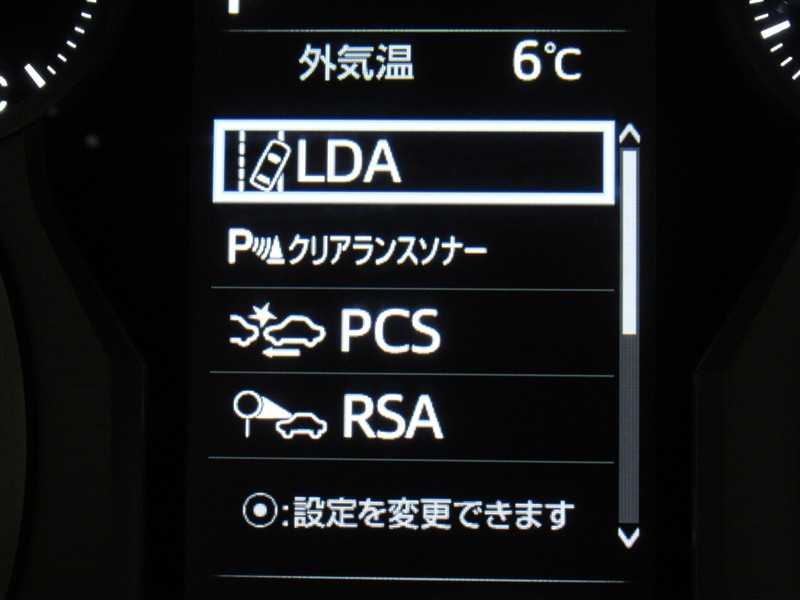 外気温 6℃
LDA
Pクリアランスソナー
PCS
RSA
⦿:設定を変更できます